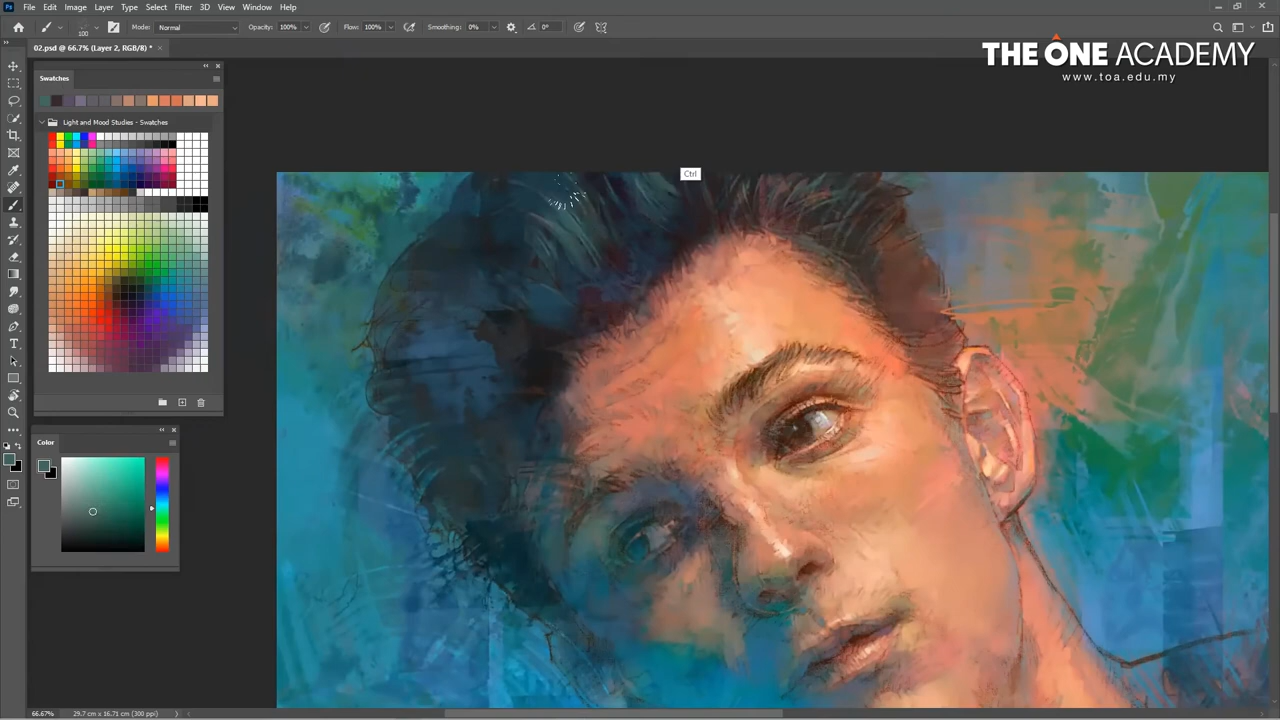 File Edit Image Layer Type Select Filter 3D View Window Help
100 Mode: Normal Opacity: 100% Flow: 100% Smoothing: 0% 0°
02.psd @ 66.7% (Layer 2, RGB/8) * ×
THE ONE ACADEMY
www.toa.edu.my
Swatches
Light and Mood Studies - Swatches
Ctrl
Color
66.67% 29.7 cm x 16.71 cm (300 ppi)